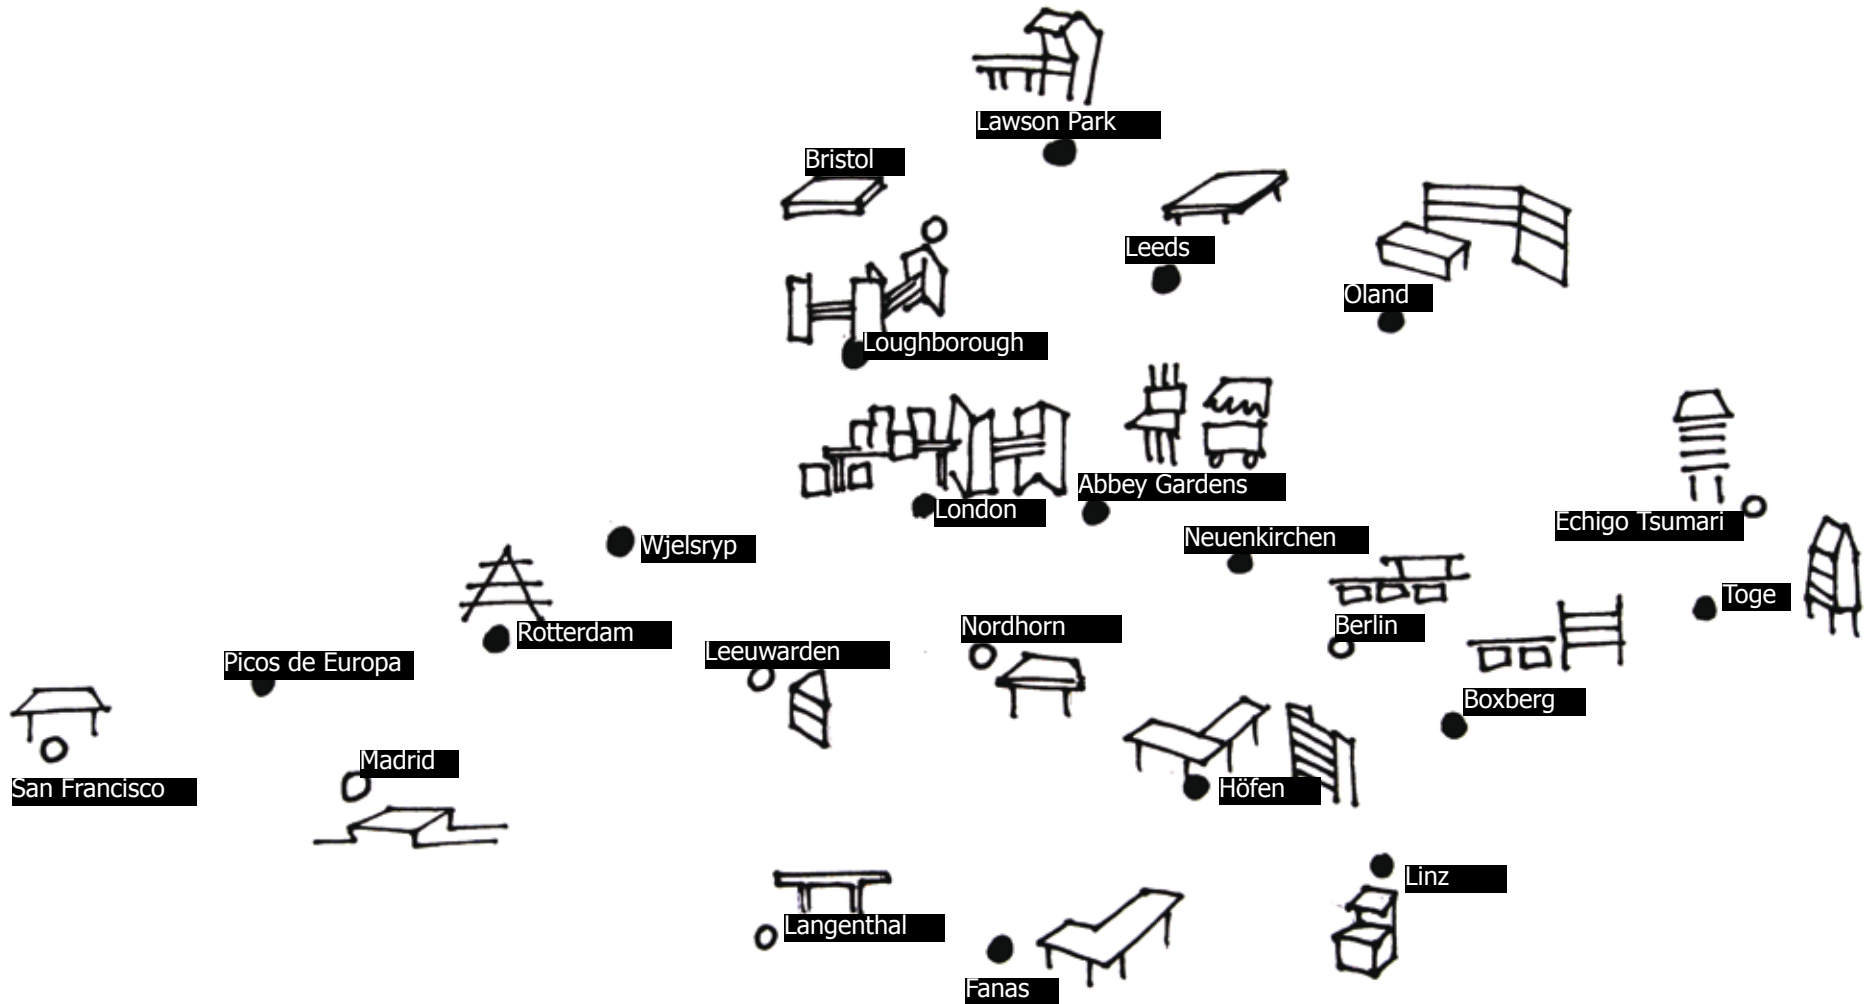 Lawson Park
Bristol
Leeds
Oland
Loughborough
Abbey Gardens
London
Echigo Tsumari
Neuenkirchen
Wjelsryp
Toge
Rotterdam
Nordhorn
Berlin
Leeuwarden
Picos de Europa
Boxberg
Madrid
San Francisco
Höfen
Linz
Langenthal
Fanas